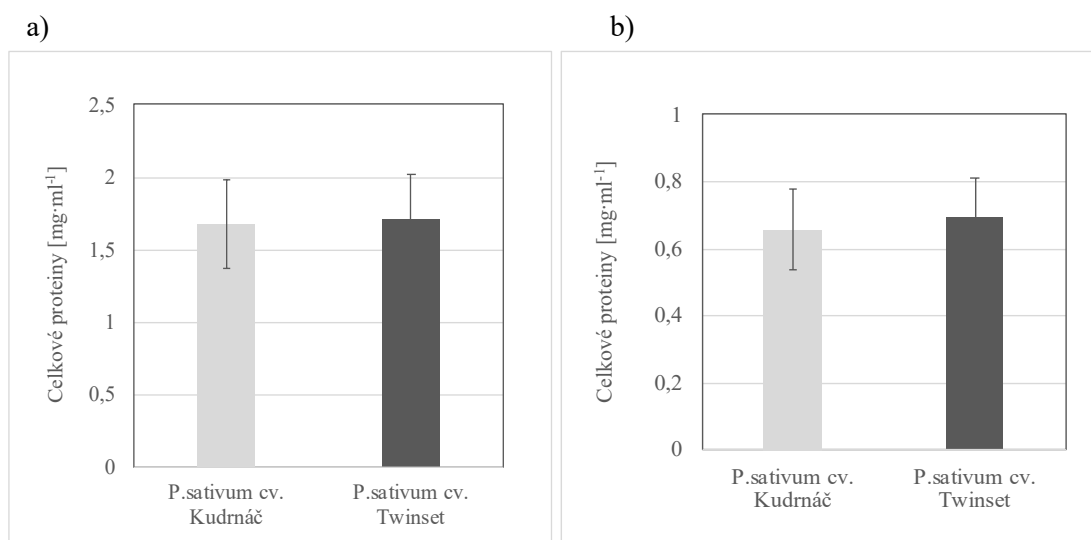 a)
Celkové proteiny [mg·ml⁻¹]
2,5
2
1,5
1
0,5
0
P.sativum cv.
Kudrnáč
P.sativum cv.
Twinset
b)
Celkové proteiny [mg·ml⁻¹]
1
0,8
0,6
0,4
0,2
0
P.sativum cv.
Kudrnáč
P.sativum cv.
Twinset